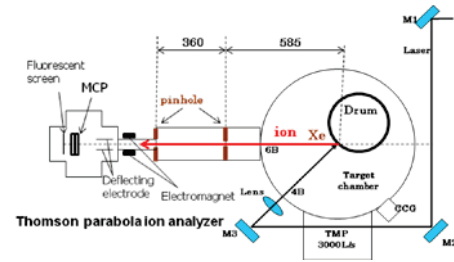 M1
360
585
Laser
Fluorescent
screen
MCP
pinhole
Drum
ion
Xe
6B
Target
chamber
Deflecting
electrode
Electromagnet
Lens
4B
CCG
Thomson parabola ion analyzer
M3
TMP
3000L/s
M2